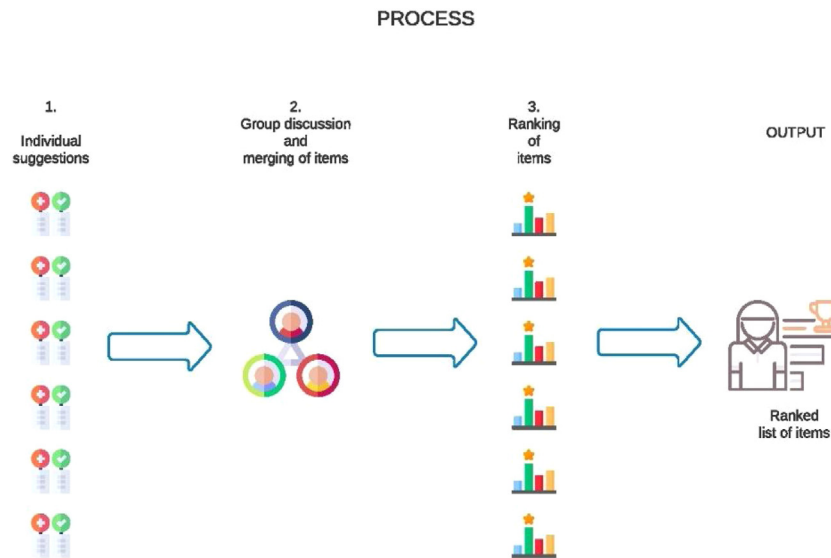 PROCESS
1.
Individual
suggestions
2.
Group discussion
and
merging of items
3.
Ranking
of
items
OUTPUT
Ranked
list of items